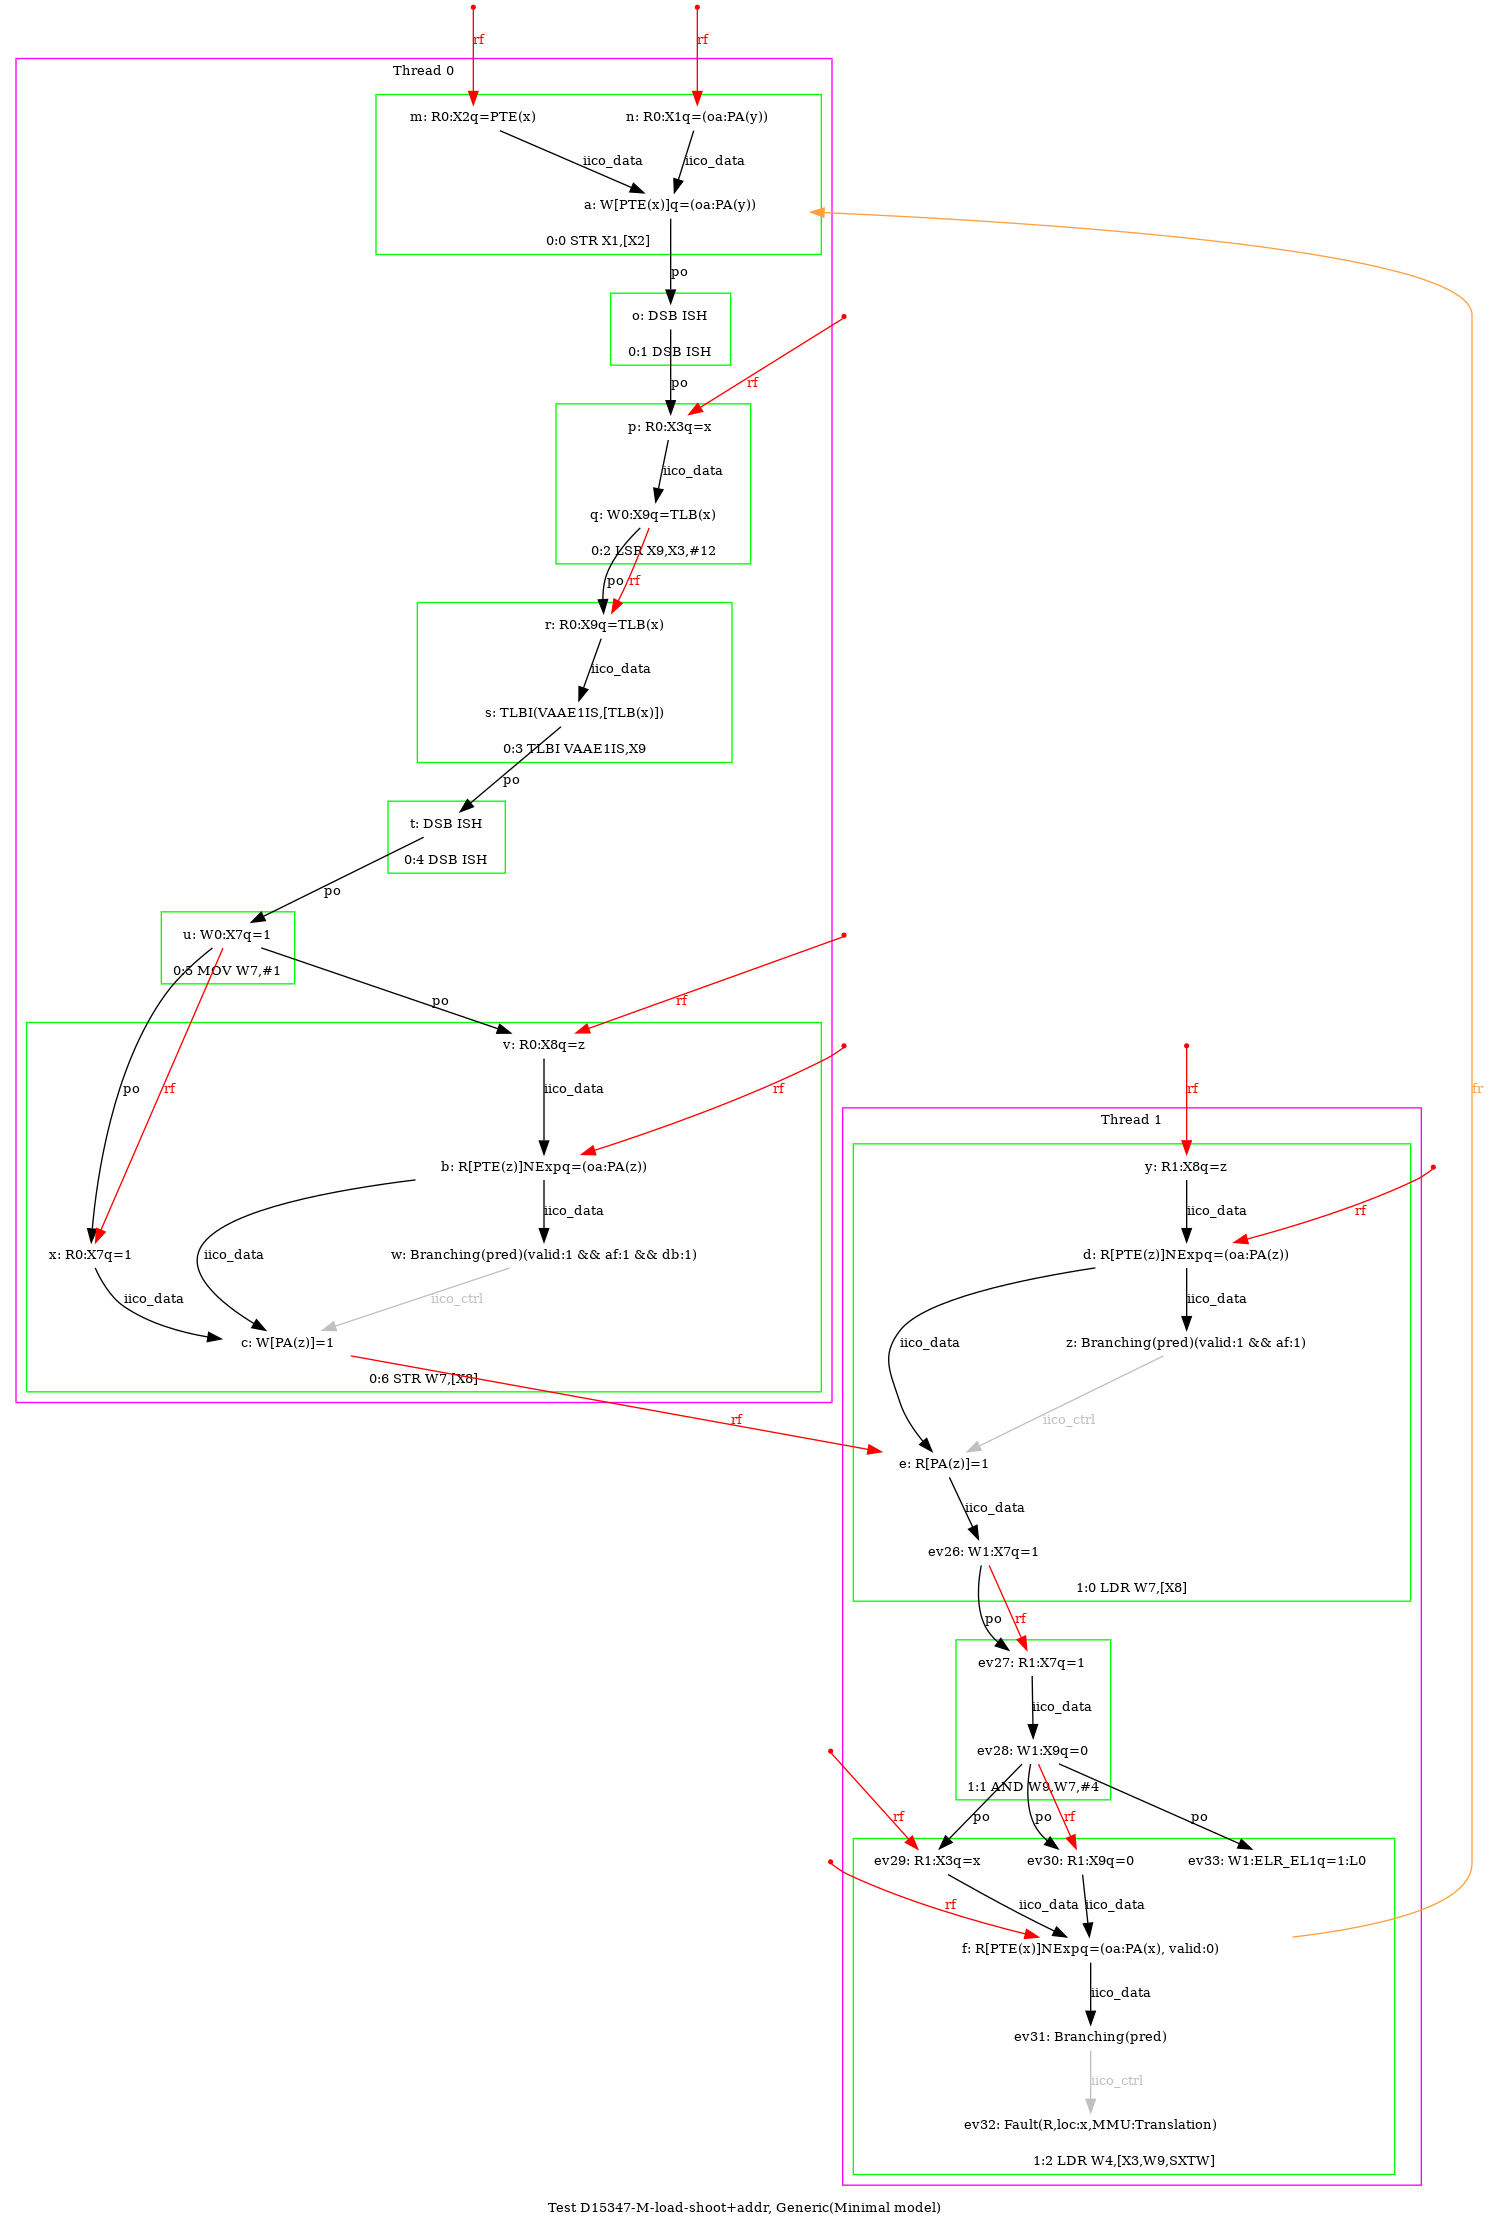 rf
rf
Thread 0
m: R0:X2q=PTE(x)
n: R0:X1q=(oa:PA(y))
iico_data
iico_data
a: W[PTE(x)]q=(oa:PA(y))
0:0 STR X1,[X2]
po
o: DSB ISH
0:1 DSB ISH
po
rf
p: R0:X3q=x
iico_data
q: W0:X9q=TLB(x)
0:2 LSR X9,X3,#12
po
rf
r: R0:X9q=TLB(x)
iico_data
s: TLBI(VAAE1IS,[TLB(x)])
0:3 TLBI VAAE1IS,X9
po
t: DSB ISH
0:4 DSB ISH
po
u: W0:X7q=1
0:5 MOV W7,#1
po
rf
v: R0:X8q=z
po
rf
iico_data
rf
b: R[PTE(z)]NExpq=(oa:PA(z))
iico_data
iico_data
x: R0:X7q=1
w: Branching(pred)(valid:1 && af:1 && db:1)
iico_data
iico_ctrl
c: W[PA(z)]=1
0:6 STR W7,[X8]
rf
rf
fr
Thread 1
y: R1:X8q=z
iico_data
rf
d: R[PTE(z)]NExpq=(oa:PA(z))
iico_data
iico_data
z: Branching(pred)(valid:1 && af:1)
iico_ctrl
e: R[PA(z)]=1
iico_data
ev26: W1:X7q=1
1:0 LDR W7,[X8]
po
rf
ev27: R1:X7q=1
iico_data
ev28: W1:X9q=0
1:1 AND W9,W7,#4
rf
po
po
rf
po
ev29: R1:X3q=x
ev30: R1:X9q=0
ev33: W1:ELR_EL1q=1:L0
rf
iico_data
iico_data
f: R[PTE(x)]NExpq=(oa:PA(x), valid:0)
iico_data
ev31: Branching(pred)
iico_ctrl
ev32: Fault(R,loc:x,MMU:Translation)
1:2 LDR W4,[X3,W9,SXTW]
Test D15347-M-load-shoot+addr, Generic(Minimal model)